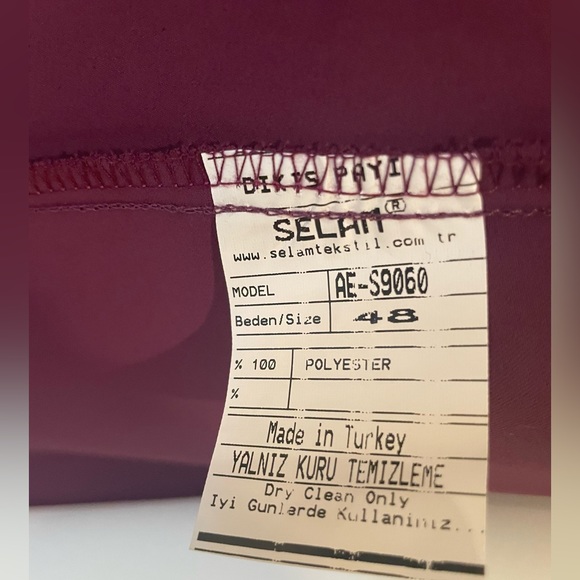 DIKIS PAYI
SELAM®
www.selamtekstil.com tr
MODEL AE-S9060
Beden/Size 48
% 100 POLYESTER
%
Made in Turkey
YALNIZ KURU TEMIZLEME
Dry Clean Only
Iyi Gunlerde Kullaniniz...